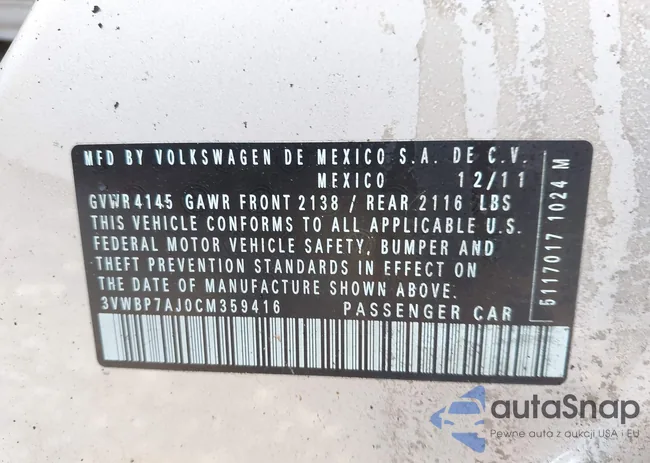 MFD BY VOLKSWAGEN DE MEXICO S.A. DE C.V.
MEXICO 12/11
GVWR 4145 GAWR FRONT 2138 / REAR 2116 LBS
THIS VEHICLE CONFORMS TO ALL APPLICABLE U.S.
FEDERAL MOTOR VEHICLE SAFETY, BUMPER AND
THEFT PREVENTION STANDARDS IN EFFECT ON
THE DATE OF MANUFACTURE SHOWN ABOVE.
3VWBP7AJ0CM359416 PASSENGER CAR
5117017 1024 M
autoSnap
Pewne auta z aukcji USA i EU